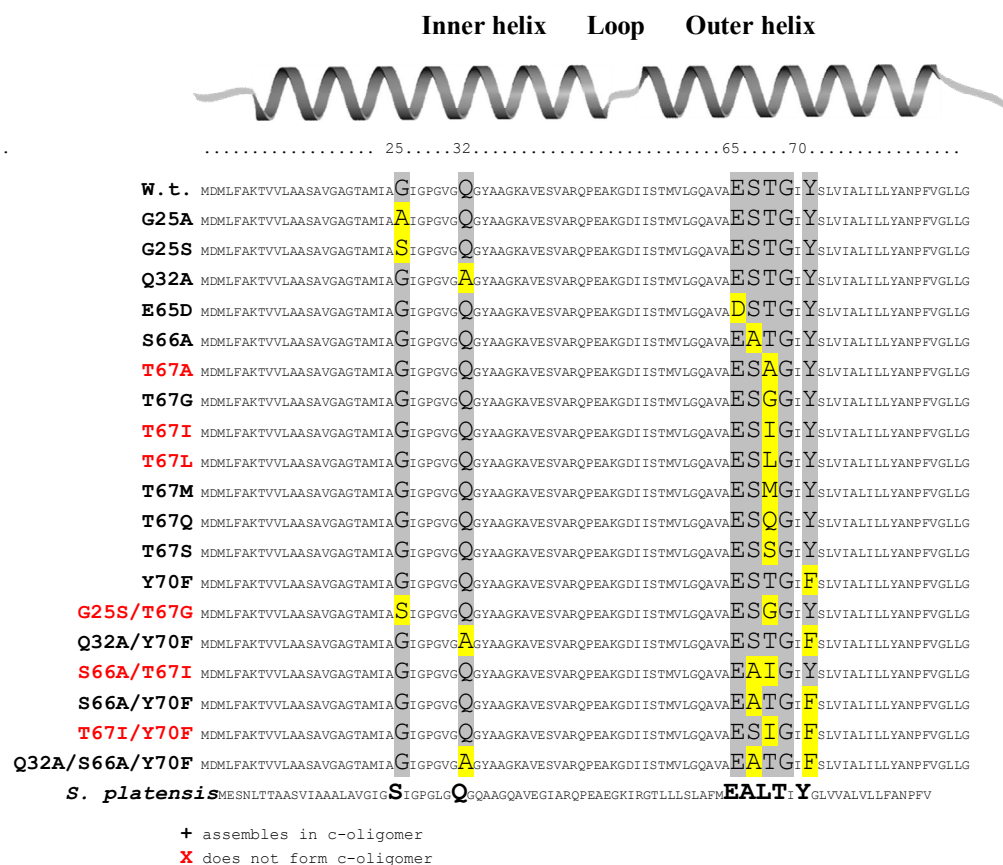 Inner helix Loop Outer helix
. .................. 25.....32...........................65.....70.................
W.t. MDMLFAKTVVLAASAVGAGTAMIAGIGPGVGQGYAAGKAVESVARQPEAKGDIISTMVLGQAVAESTGIYSLVIALILLYANPFVGLLG
G25A MDMLFAKTVVLAASAVGAGTAMIAAIGPGVGQGYAAGKAVESVARQPEAKGDIISTMVLGQAVAESTGIYSLVIALILLYANPFVGLLG
G25S MDMLFAKTVVLAASAVGAGTAMIASIGPGVGQGYAAGKAVESVARQPEAKGDIISTMVLGQAVAESTGIYSLVIALILLYANPFVGLLG
Q32A MDMLFAKTVVLAASAVGAGTAMIAGIGPGVGAGYAAGKAVESVARQPEAKGDIISTMVLGQAVAESTGIYSLVIALILLYANPFVGLLG
E65D MDMLFAKTVVLAASAVGAGTAMIAGIGPGVGQGYAAGKAVESVARQPEAKGDIISTMVLGQAVADSTGIYSLVIALILLYANPFVGLLG
S66A MDMLFAKTVVLAASAVGAGTAMIAGIGPGVGQGYAAGKAVESVARQPEAKGDIISTMVLGQAVAEATGIYSLVIALILLYANPFVGLLG
T67A MDMLFAKTVVLAASAVGAGTAMIAGIGPGVGQGYAAGKAVESVARQPEAKGDIISTMVLGQAVAESAGIYSLVIALILLYANPFVGLLG
T67G MDMLFAKTVVLAASAVGAGTAMIAGIGPGVGQGYAAGKAVESVARQPEAKGDIISTMVLGQAVAESGGIYSLVIALILLYANPFVGLLG
T67I MDMLFAKTVVLAASAVGAGTAMIAGIGPGVGQGYAAGKAVESVARQPEAKGDIISTMVLGQAVAESIGIYSLVIALILLYANPFVGLLG
T67L MDMLFAKTVVLAASAVGAGTAMIAGIGPGVGQGYAAGKAVESVARQPEAKGDIISTMVLGQAVAESLGIYSLVIALILLYANPFVGLLG
T67M MDMLFAKTVVLAASAVGAGTAMIAGIGPGVGQGYAAGKAVESVARQPEAKGDIISTMVLGQAVAESMGIYSLVIALILLYANPFVGLLG
T67Q MDMLFAKTVVLAASAVGAGTAMIAGIGPGVGQGYAAGKAVESVARQPEAKGDIISTMVLGQAVAESQGIYSLVIALILLYANPFVGLLG
T67S MDMLFAKTVVLAASAVGAGTAMIAGIGPGVGQGYAAGKAVESVARQPEAKGDIISTMVLGQAVAESSGIYSLVIALILLYANPFVGLLG
Y70F MDMLFAKTVVLAASAVGAGTAMIAGIGPGVGQGYAAGKAVESVARQPEAKGDIISTMVLGQAVAESTGIFSLVIALILLYANPFVGLLG
G25S/T67G MDMLFAKTVVLAASAVGAGTAMIASIGPGVGQGYAAGKAVESVARQPEAKGDIISTMVLGQAVAESGGIYSLVIALILLYANPFVGLLG
Q32A/Y70F MDMLFAKTVVLAASAVGAGTAMIAGIGPGVGAGYAAGKAVESVARQPEAKGDIISTMVLGQAVAESTGIFSLVIALILLYANPFVGLLG
S66A/T67I MDMLFAKTVVLAASAVGAGTAMIAGIGPGVGQGYAAGKAVESVARQPEAKGDIISTMVLGQAVAEAIGIYSLVIALILLYANPFVGLLG
S66A/Y70F MDMLFAKTVVLAASAVGAGTAMIAGIGPGVGQGYAAGKAVESVARQPEAKGDIISTMVLGQAVAEATGIFSLVIALILLYANPFVGLLG
T67I/Y70F MDMLFAKTVVLAASAVGAGTAMIAGIGPGVGQGYAAGKAVESVARQPEAKGDIISTMVLGQAVAESIGIFSLVIALILLYANPFVGLLG
Q32A/S66A/Y70F MDMLFAKTVVLAASAVGAGTAMIAGIGPGVGAGYAAGKAVESVARQPEAKGDIISTMVLGQAVAEATGIFSLVIALILLYANPFVGLLG
S. platensis MESNLTTAASVIAAALAVGIGSIGPGLGQGQAAGQAVEGIARQPEAEGKIRGTLLLSLAFMEALTIYGLVVALVLLFANPFV
+ assembles in c-oligomer
X does not form c-oligomer